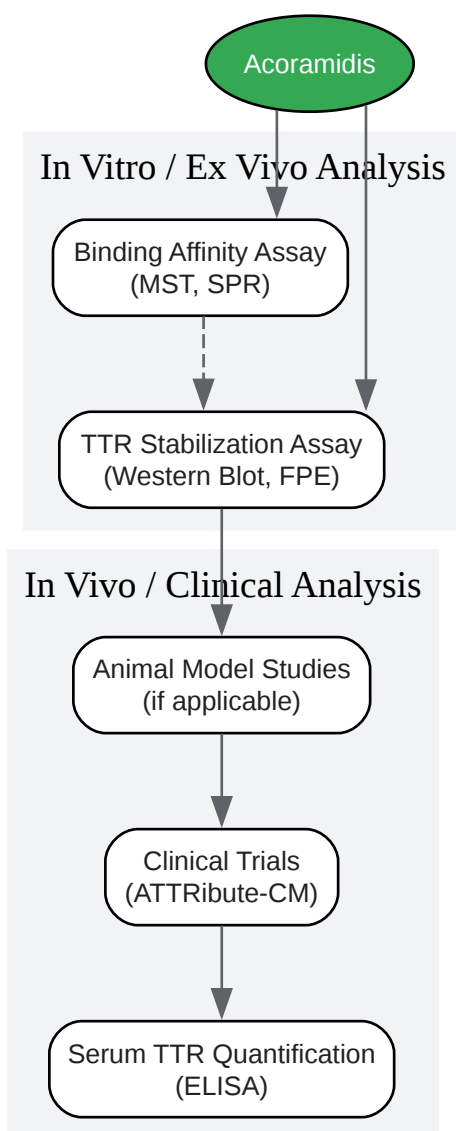 Acoramidis
In Vitro / Ex Vivo Analysis
Binding Affinity Assay
(MST, SPR)
TTR Stabilization Assay
(Western Blot, FPE)
In Vivo / Clinical Analysis
Animal Model Studies
(if applicable)
Clinical Trials
(ATTRibute-CM)
Serum TTR Quantification
(ELISA)